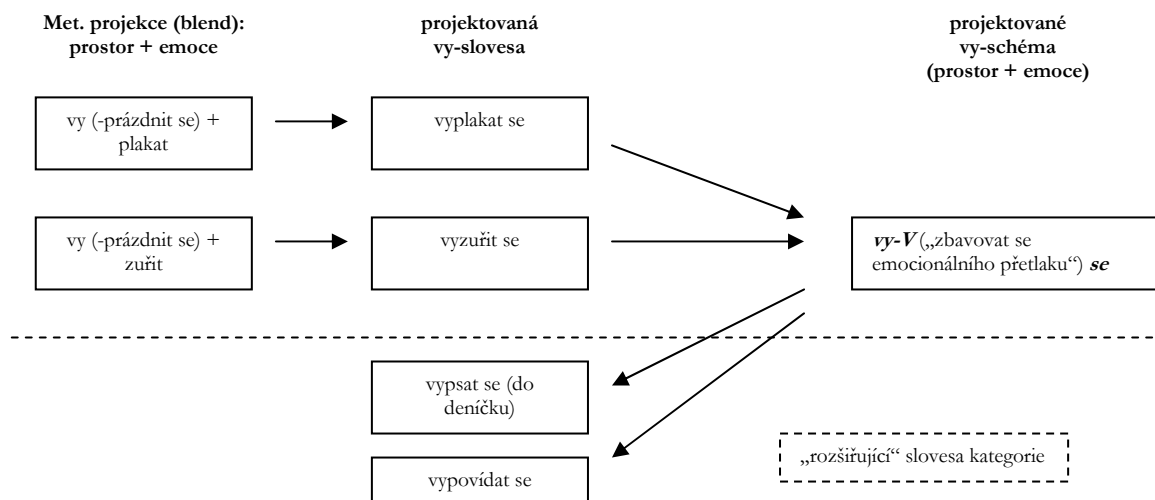 Met. projekce (blend):
prostor + emoce
projektovaná
vy-slovesa
projektované
vy-schéma
(prostor + emoce)
vy (-prázdnit se) +
plakat
vyplakat se
vy (-prázdnit se) +
zuřit
vyzuřit se
vy-V („zbavovat se
emocionálního přetlaku“) se
vypsat se (do
deníčku)
„rozšiřující“ slovesa kategorie
vypovídat se